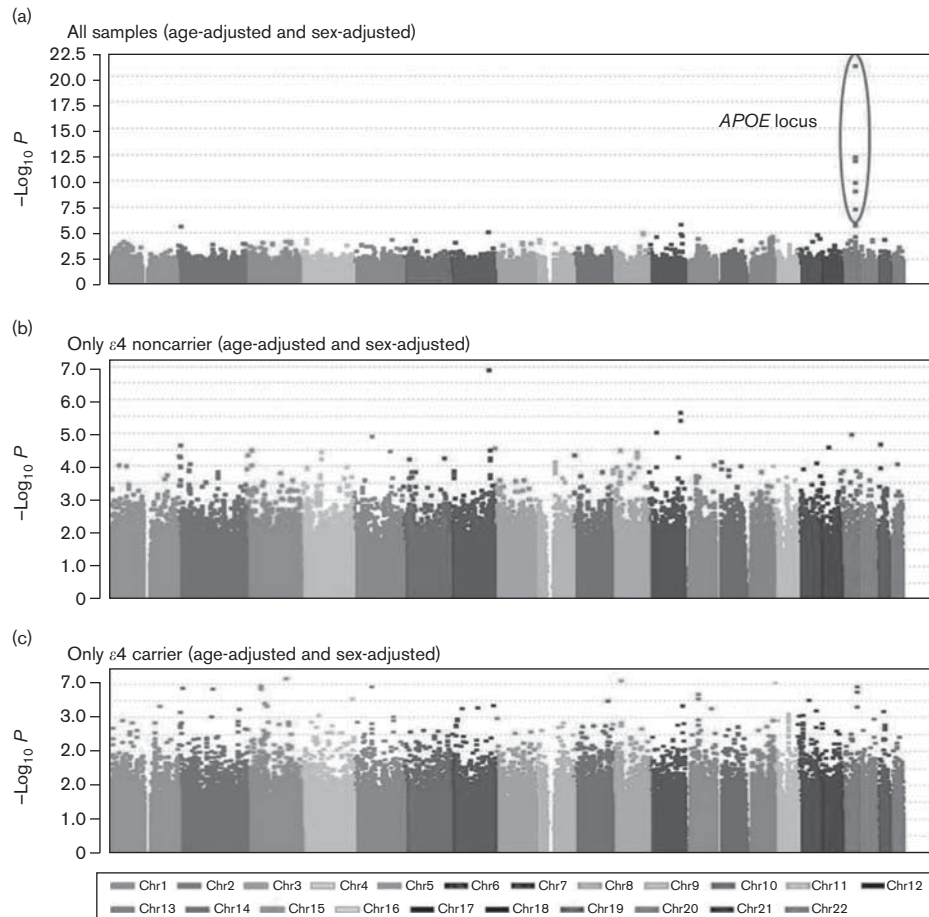 (a)
All samples (age-adjusted and sex-adjusted)
22.5
20.0
17.5
15.0
12.5
10.0
7.5
5.0
2.5
0
−Log10 P
APOE locus
(b)
Only ε4 noncarrier (age-adjusted and sex-adjusted)
7.0
6.0
5.0
4.0
3.0
2.0
1.0
0
−Log10 P
(c)
Only ε4 carrier (age-adjusted and sex-adjusted)
7.0
3.0
2.0
2.0
1.0
0
−Log10 P
Chr1 Chr2 Chr3 Chr4 Chr5 Chr6 Chr7 Chr8 Chr9 Chr10 Chr11 Chr12
Chr13 Chr14 Chr15 Chr16 Chr17 Chr18 Chr19 Chr20 Chr21 Chr22